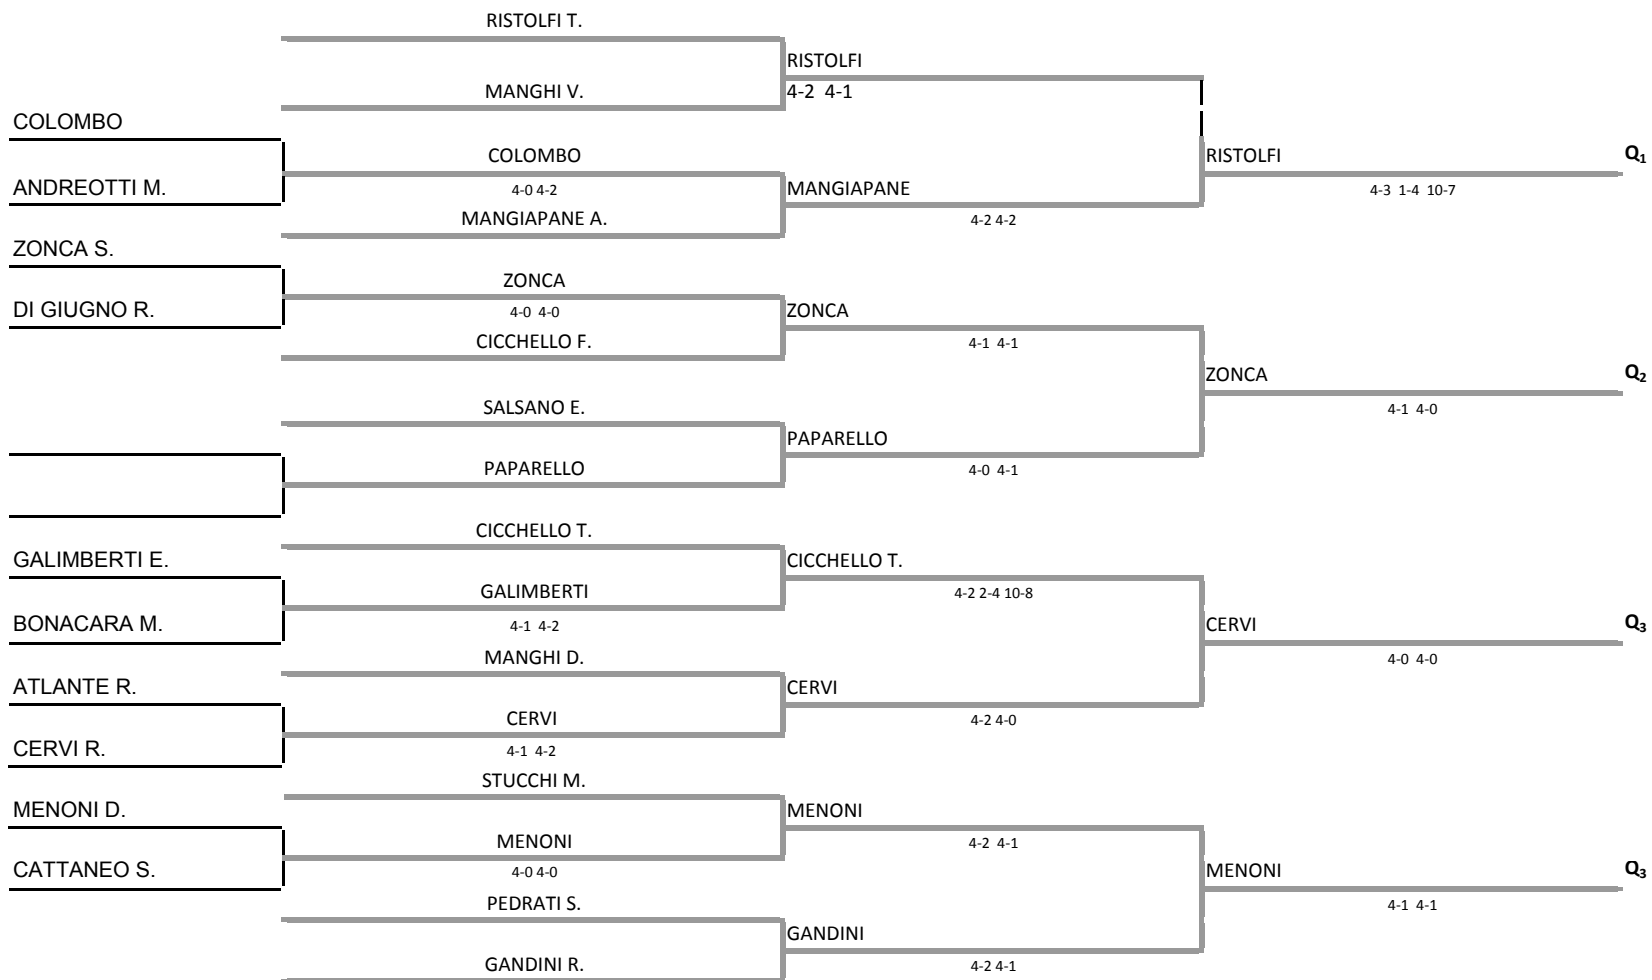 RISTOLFI T.
RISTOLFI
MANGHI V.
4-2 4-1
COLOMBO
COLOMBO
RISTOLFI
Q₁
ANDREOTTI M.
4-0 4-2
MANGIAPANE
4-3 1-4 10-7
MANGIAPANE A.
4-2 4-2
ZONCA S.
ZONCA
DI GIUGNO R.
4-0 4-0
ZONCA
CICCHELLO F.
4-1 4-1
ZONCA
Q₂
SALSANO E.
4-1 4-0
PAPARELLO
PAPARELLO
4-0 4-1
CICCHELLO T.
GALIMBERTI E.
CICCHELLO T.
GALIMBERTI
4-2 2-4 10-8
BONACARA M.
4-1 4-2
CERVI
Q₃
MANGHI D.
4-0 4-0
ATLANTE R.
CERVI
CERVI
4-2 4-0
CERVI R.
4-1 4-2
STUCCHI M.
MENONI D.
MENONI
MENONI
4-2 4-1
CATTANEO S.
4-0 4-0
MENONI
Q₃
PEDRATI S.
4-1 4-1
GANDINI
GANDINI R.
4-2 4-1